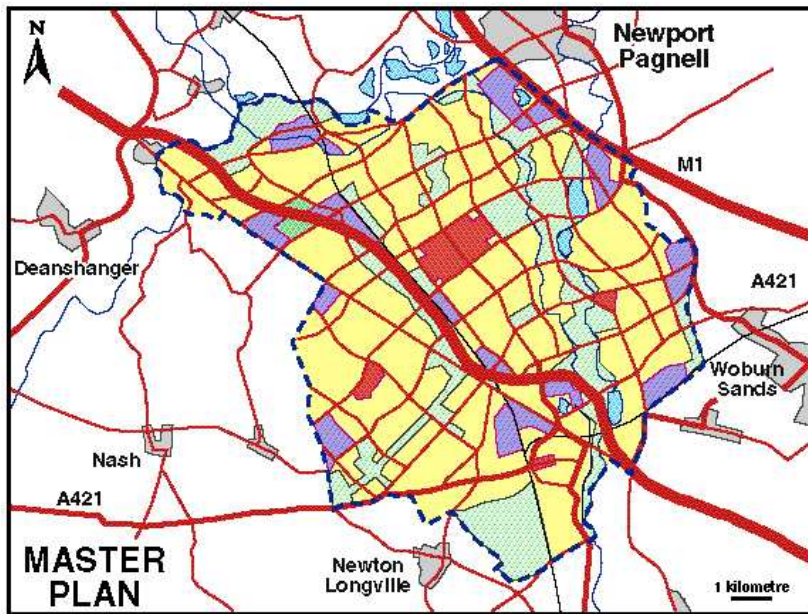 N
Newport
Pagnell
M1
Deanshanger
A421
Woburn
Sands
Nash
A421
MASTER
PLAN
Newton
Longville
1 kilometre